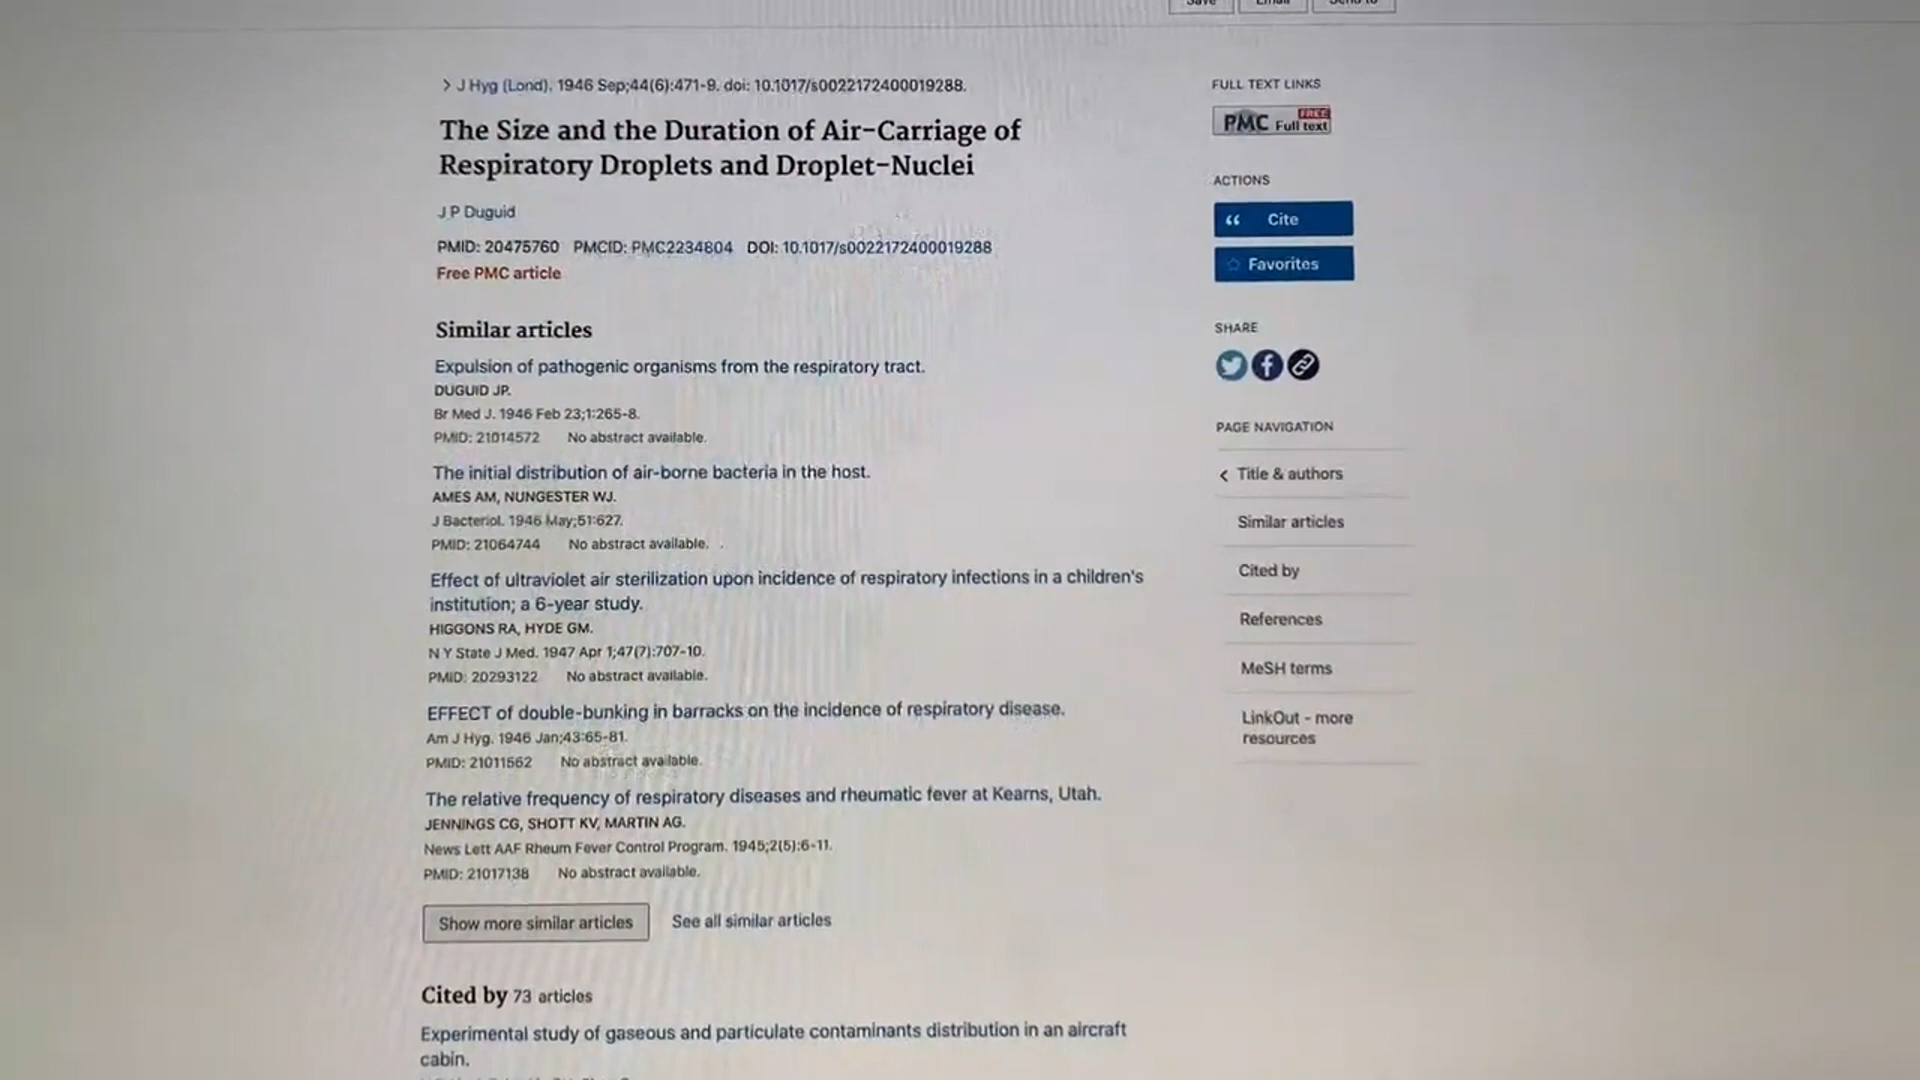 Save Email Send to
> J Hyg (Lond). 1946 Sep;44(6):471-9. doi: 10.1017/s0022172400019288.
The Size and the Duration of Air-Carriage of
Respiratory Droplets and Droplet-Nuclei
J P Duguid
PMID: 20475760 PMCID: PMC2234804 DOI: 10.1017/s0022172400019288
Free PMC article
Similar articles
Expulsion of pathogenic organisms from the respiratory tract.
DUGUID JP.
Br Med J. 1946 Feb 23;1:265-8.
PMID: 21014572 No abstract available.
The initial distribution of air-borne bacteria in the host.
AMES AM, NUNGESTER WJ.
J Bacteriol. 1946 May;51:627.
PMID: 21064744 No abstract available.
Effect of ultraviolet air sterilization upon incidence of respiratory infections in a children's
institution; a 6-year study.
HIGGONS RA, HYDE GM.
N Y State J Med. 1947 Apr 1;47(7):707-10.
PMID: 20293122 No abstract available.
EFFECT of double-bunking in barracks on the incidence of respiratory disease.
Am J Hyg. 1946 Jan;43:65-81.
PMID: 21011562 No abstract available.
The relative frequency of respiratory diseases and rheumatic fever at Kearns, Utah.
JENNINGS CG, SHOTT KV, MARTIN AG.
News Lett AAF Rheum Fever Control Program. 1945;2(5):6-11.
PMID: 21017138 No abstract available.
Show more similar articles See all similar articles
Cited by 73 articles
Experimental study of gaseous and particulate contaminants distribution in an aircraft
cabin.
FULL TEXT LINKS
PMC FREE Full text
ACTIONS
Cite
Favorites
SHARE
PAGE NAVIGATION
< Title & authors
Similar articles
Cited by
References
MeSH terms
LinkOut - more
resources